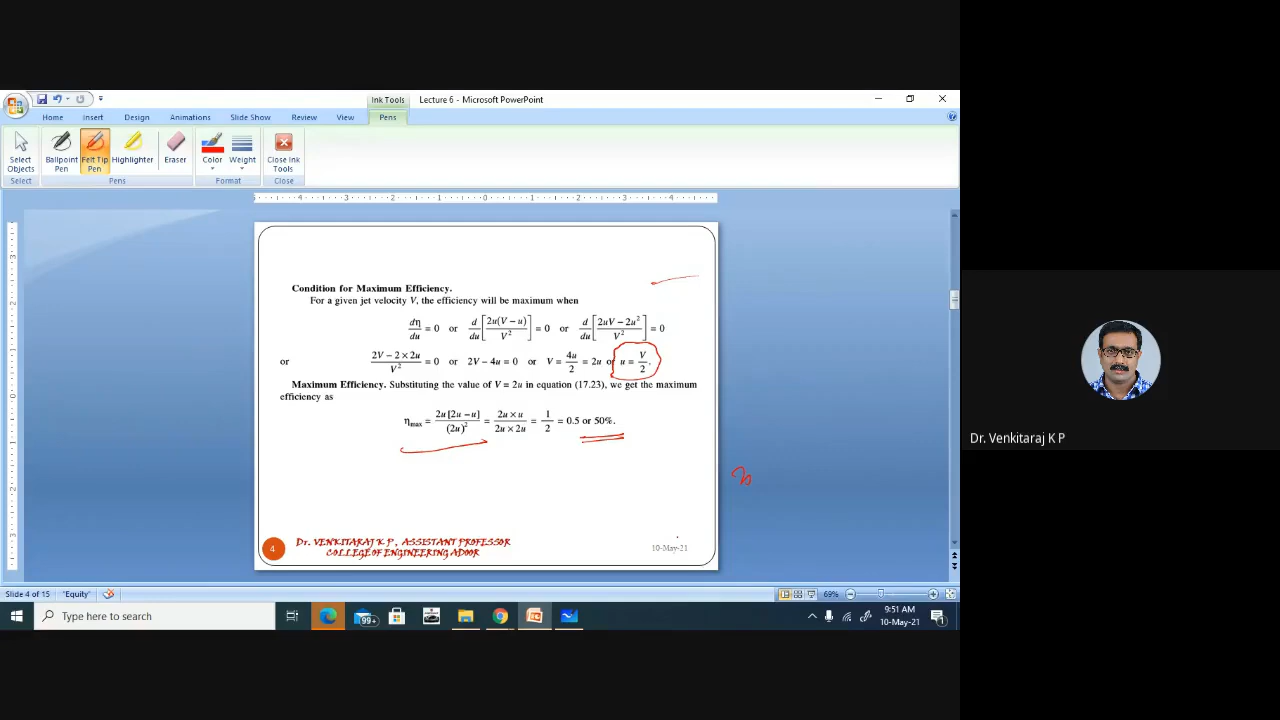 Ink Tools
Lecture 6 - Microsoft PowerPoint
Home Insert Design Animations Slide Show Review View Pens
Select Objects
Ballpoint Pen
Felt Tip Pen
Highlighter
Eraser
Color
Weight
Close Ink Tools
Select Pens Format Close
Condition for Maximum Efficiency.
For a given jet velocity V, the efficiency will be maximum when
dη/du = 0 or d/du [2u(V – u)/V²] = 0 or d/du [2uV – 2u²/V²] = 0
or 2V – 2 × 2u/V² = 0 or 2V – 4u = 0 or V = 4u/2 = 2u or u = V/2.
Maximum Efficiency. Substituting the value of V = 2u in equation (17.23), we get the maximum
efficiency as
ηmax = 2u [2u – u]/(2u)² = 2u × u/2u × 2u = 1/2 = 0.5 or 50%.
4
Dr. VENKITARAJ K P , ASSISTANT PROFESSOR
COLLEGE OF ENGINEERING ADOOR
10-May-21
Dr. Venkitaraj K P
Slide 4 of 15 "Equity" 69%
Type here to search
99+
9:51 AM
10-May-21
1